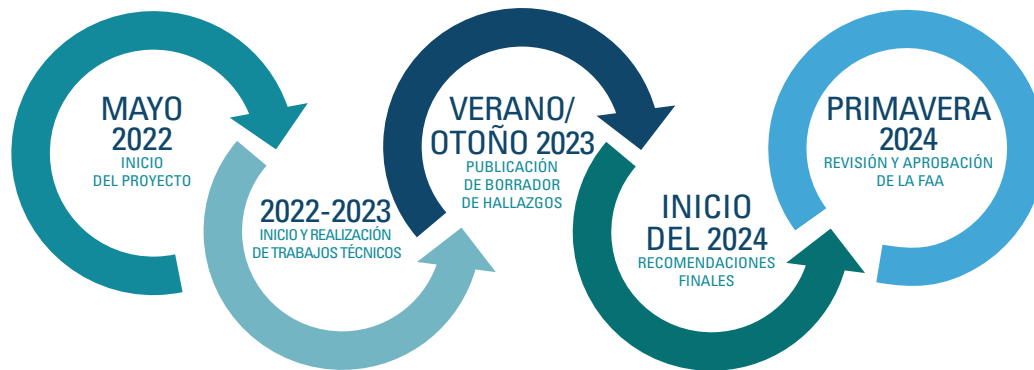 MAYO
2022
INICIO
DEL PROYECTO
2022-2023
INICIO Y REALIZACIÓN
DE TRABAJOS TÉCNICOS
VERANO/
OTOÑO 2023
PUBLICACIÓN
DE BORRADOR
DE HALLAZGOS
INICIO
DEL 2024
RECOMENDACIONES
FINALES
PRIMAVERA
2024
REVISIÓN Y APROBACIÓN
DE LA FAA